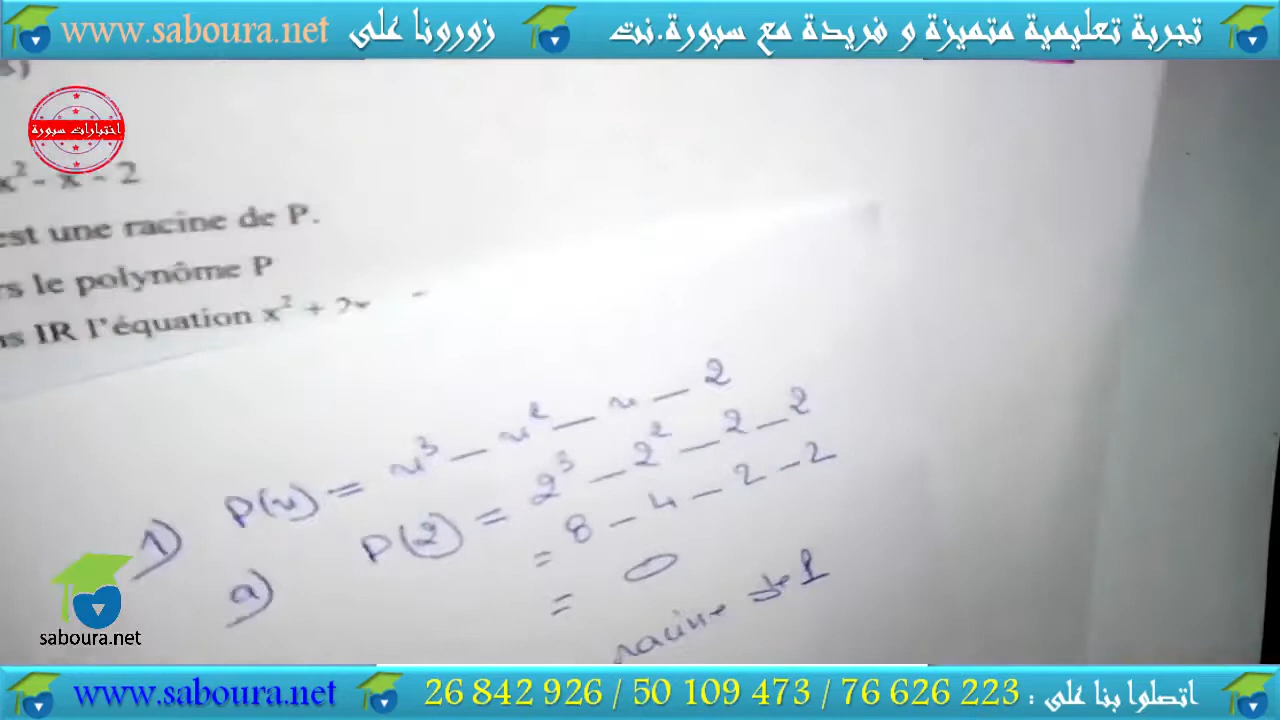 www.saboura.net زورونا على تجربة تعليمية متميزة و فريدة مع سبورة.نت
اختبارات سبورة
x² - x - 2
est une racine de P.
le polynôme P
IR l'équation x² + 2x
1) P(x) = x³ - x² - x - 2
a) P(2) = 2³ - 2² - 2 - 2
= 8 - 4 - 2 - 2
= 0
racine de P
saboura.net
www.saboura.net 26 842 926 / 50 109 473 / 76 626 223 : اتصلوا بنا على